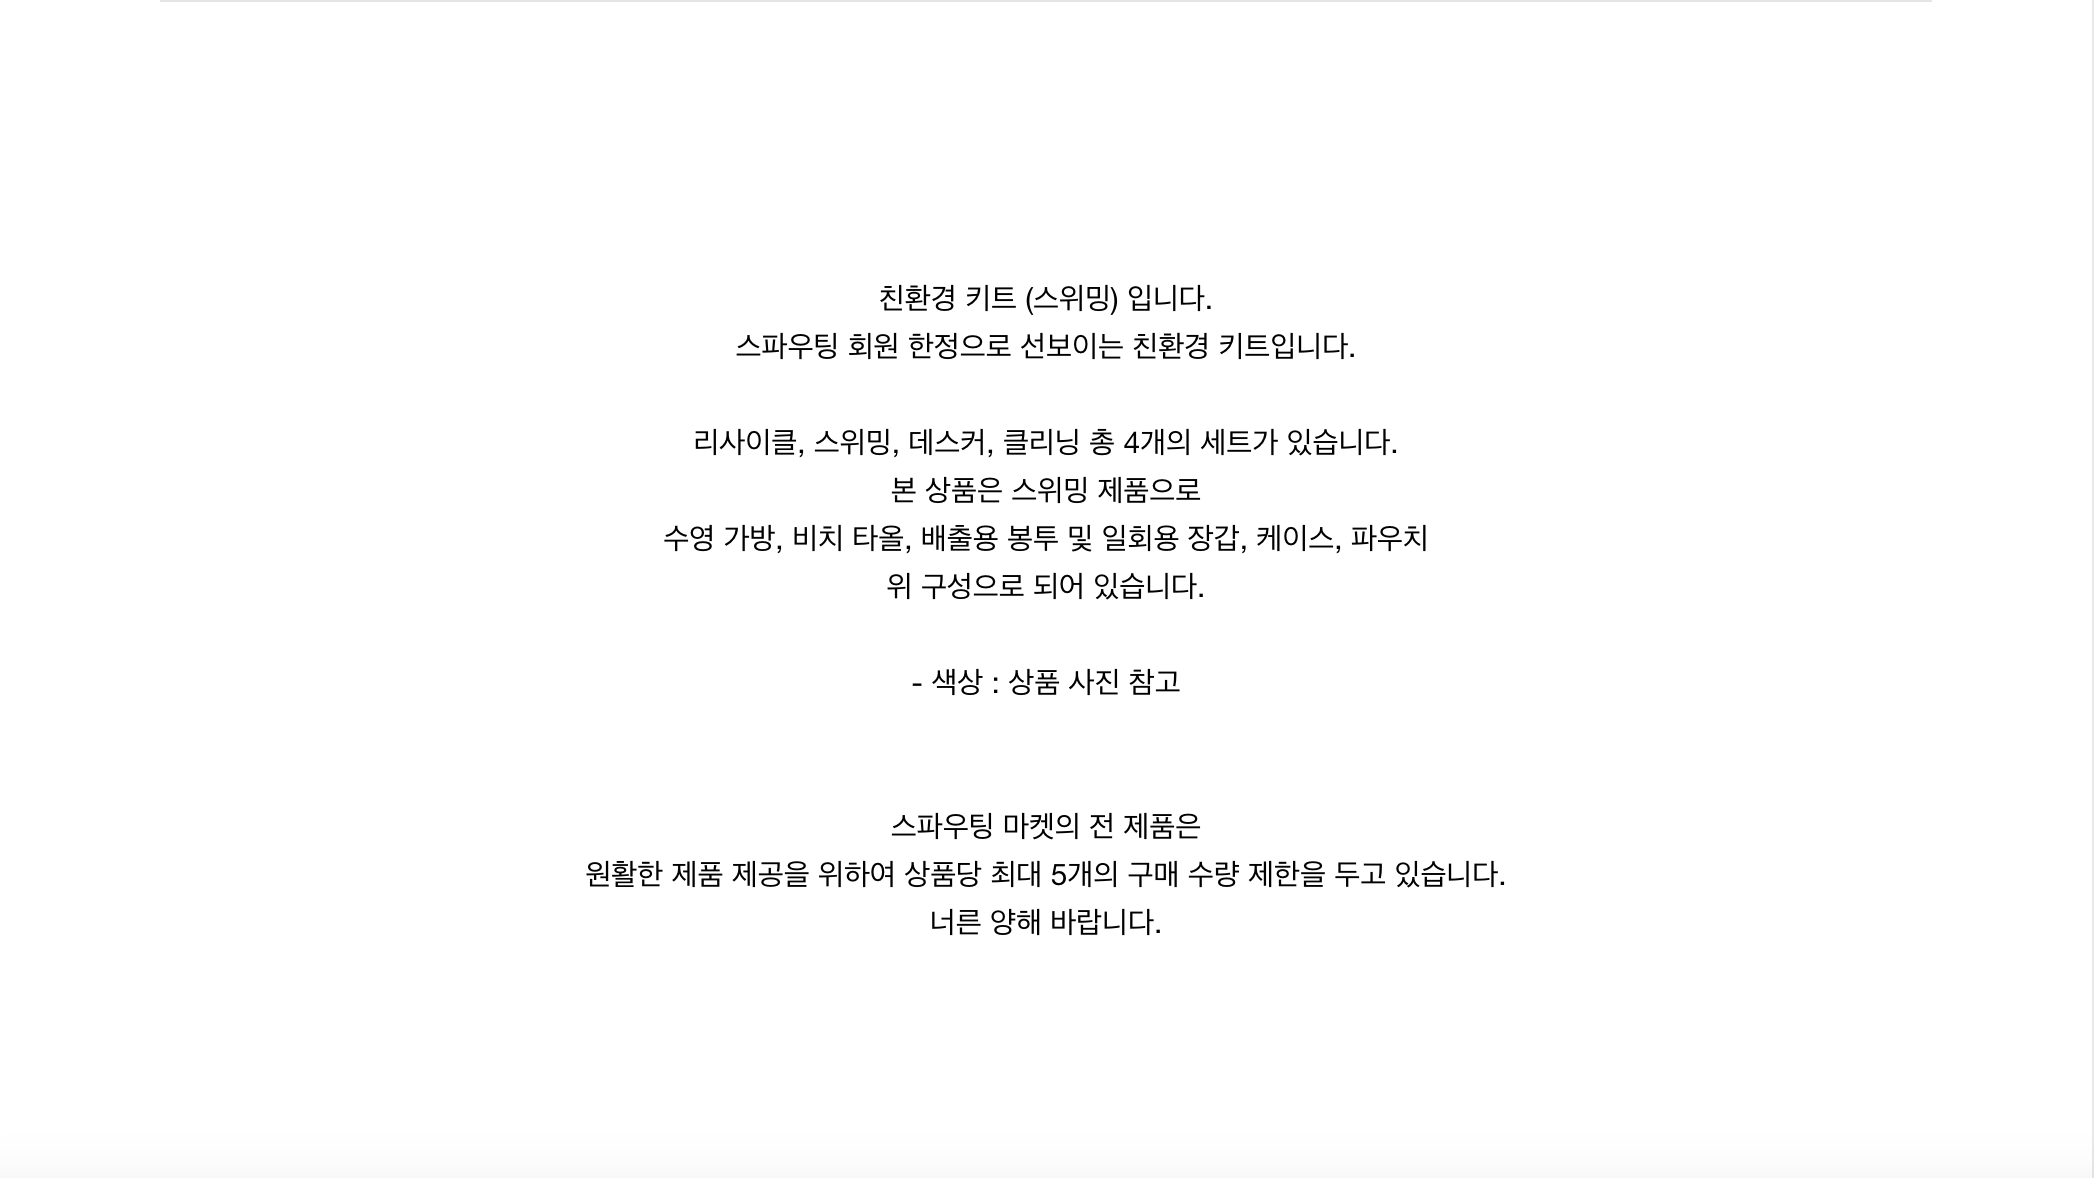 친환경 키트 (스위밍) 입니다.
스파우팅 회원 한정으로 선보이는 친환경 키트입니다.
리사이클, 스위밍, 데스커, 클리닝 총 4개의 세트가 있습니다.
본 상품은 스위밍 제품으로
수영 가방, 비치 타올, 배출용 봉투 및 일회용 장갑, 케이스, 파우치
위 구성으로 되어 있습니다.
- 색상 : 상품 사진 참고
스파우팅 마켓의 전 제품은
원활한 제품 제공을 위하여 상품당 최대 5개의 구매 수량 제한을 두고 있습니다.
너른 양해 바랍니다.